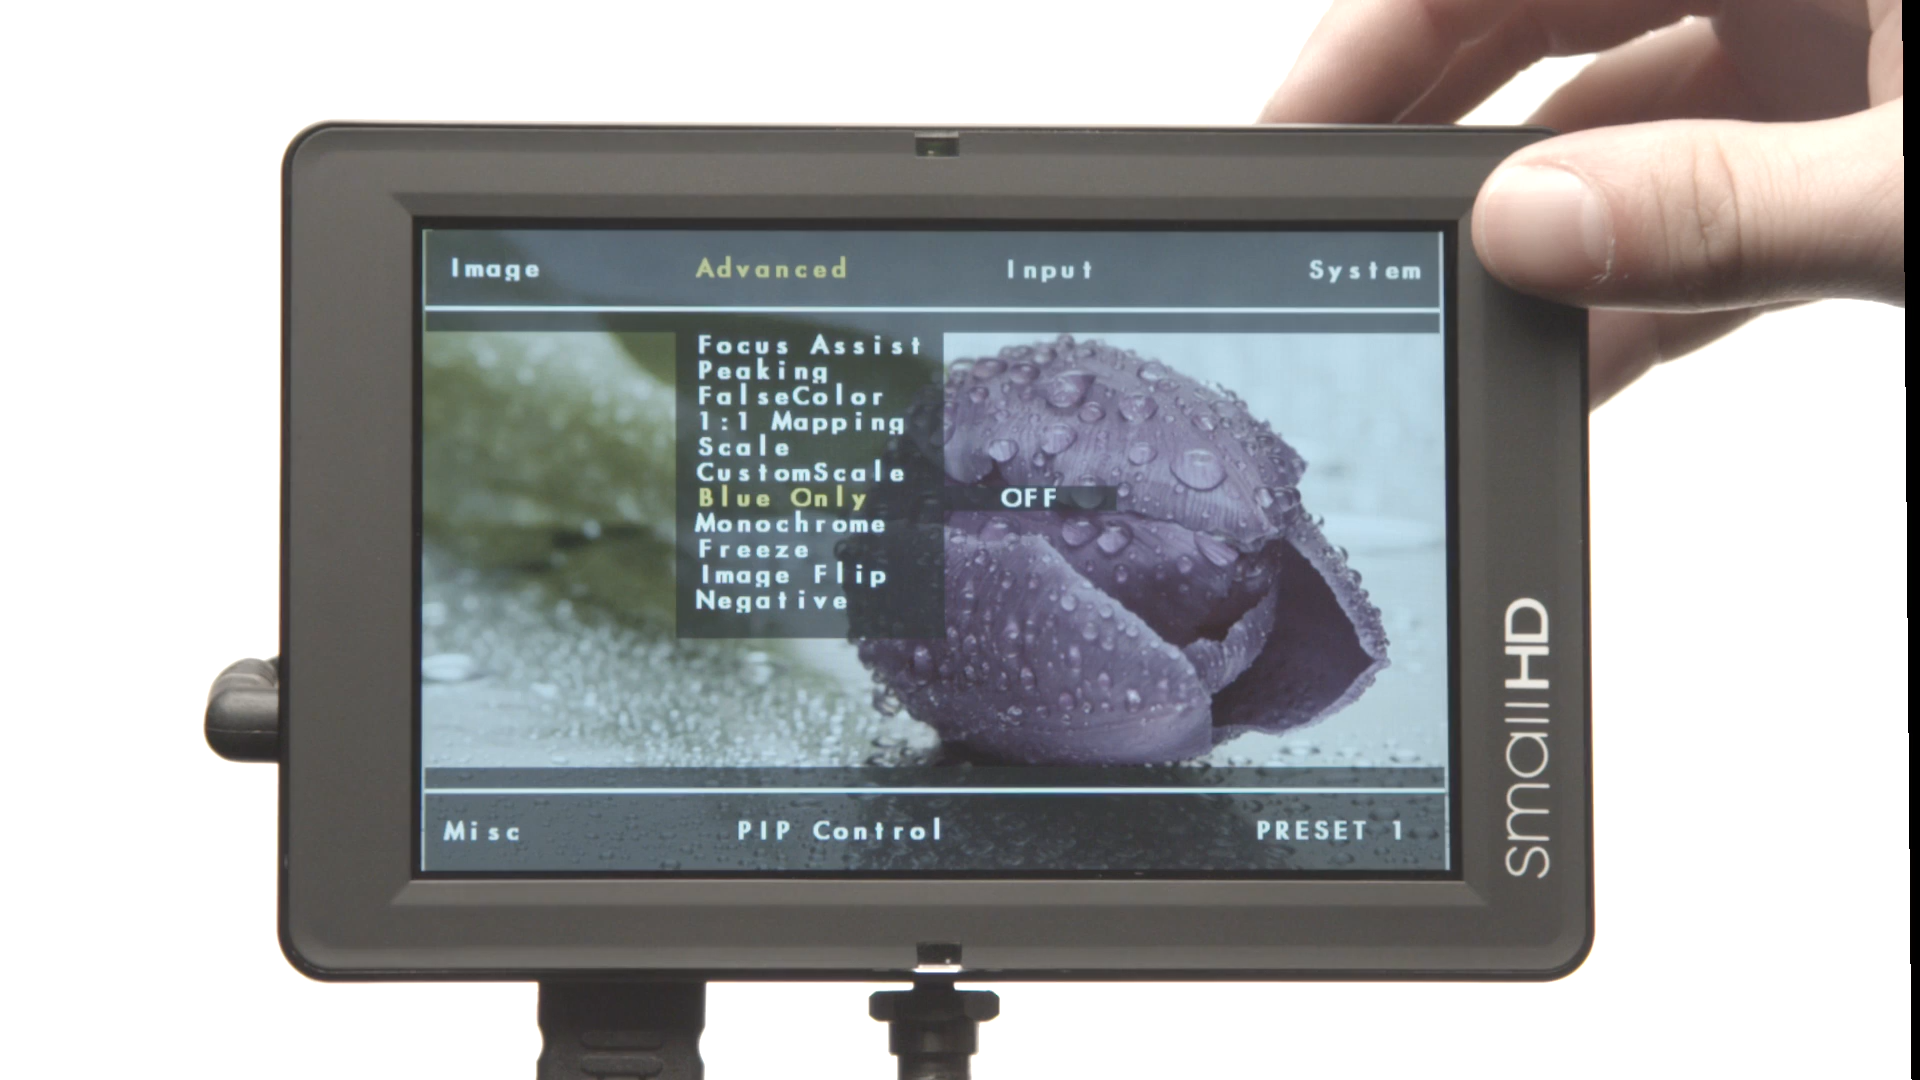 Image Advanced Input System
Focus Assist
Peaking
FalseColor
1:1 Mapping
Scale
CustomScale
Blue Only OFF
Monochrome
Freeze
Image Flip
Negative
Misc PIP Control PRESET 1
smallHD